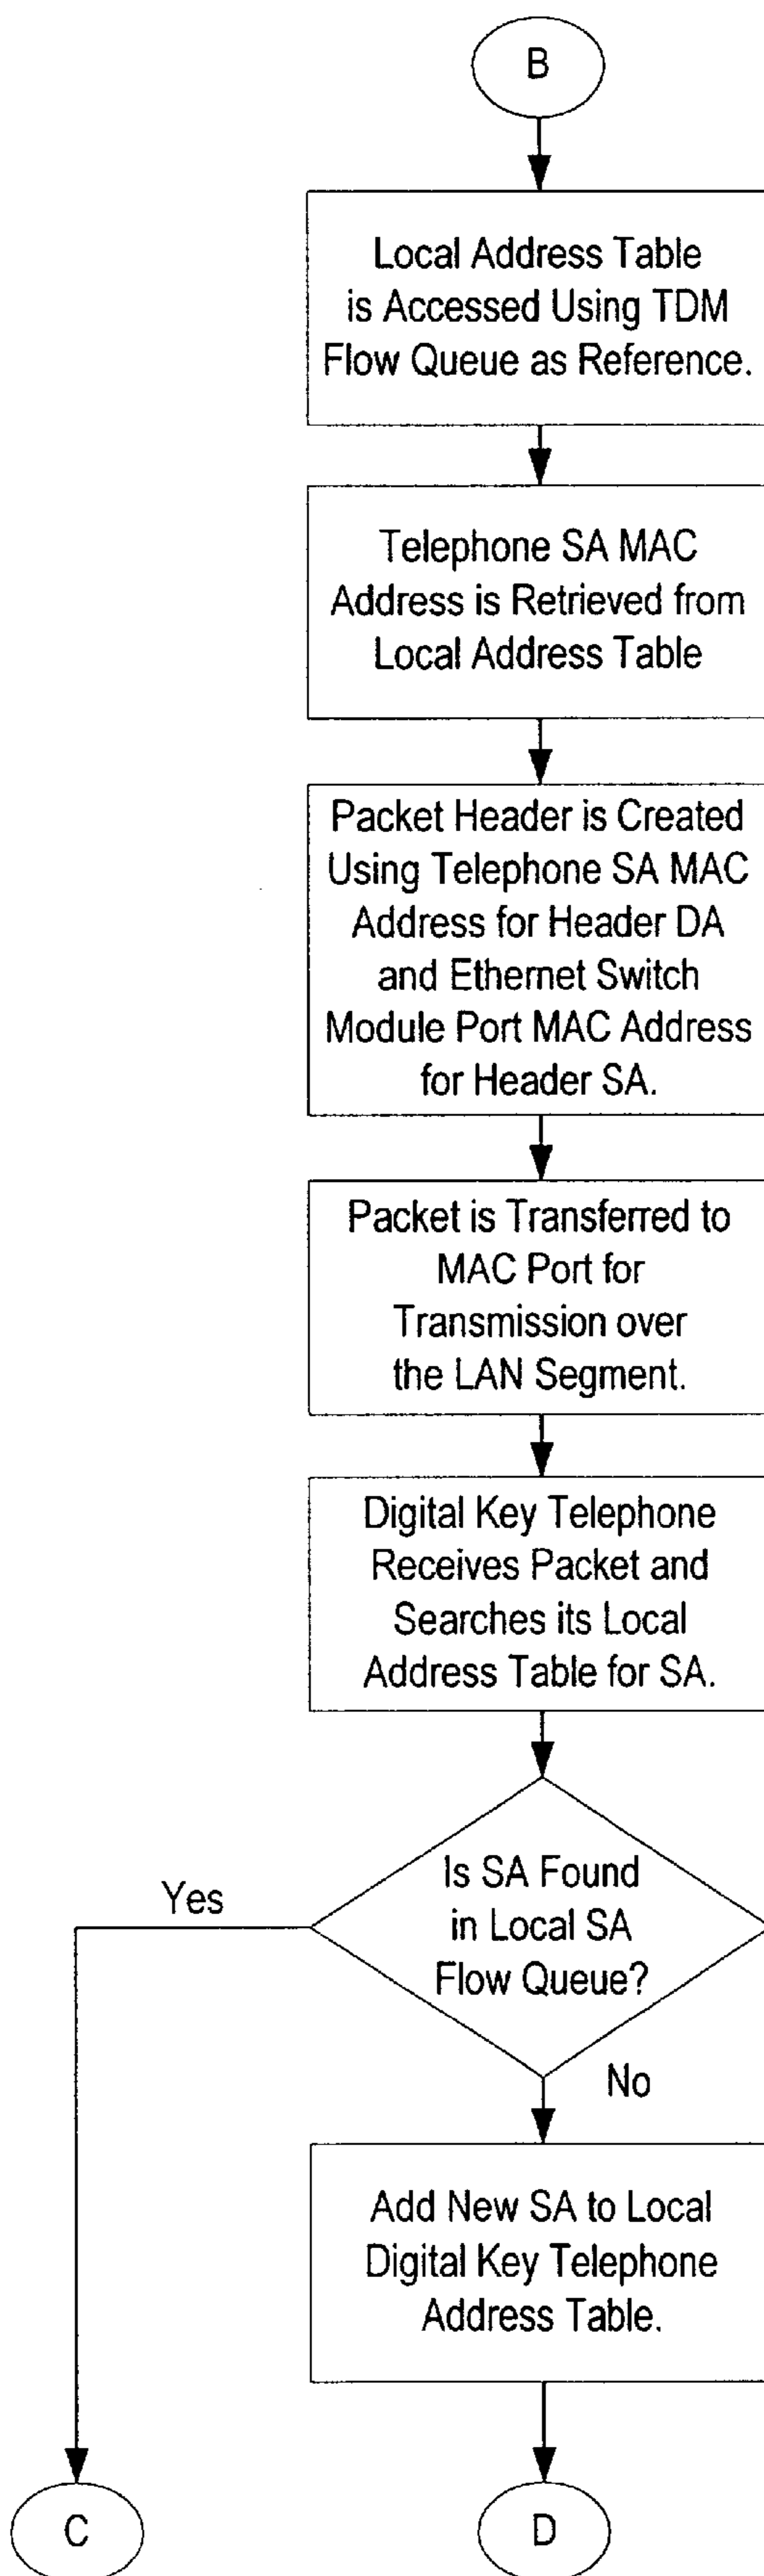 B
Local Address Table
is Accessed Using TDM
Flow Queue as Reference.
Telephone SA MAC
Address is Retrieved from
Local Address Table
Packet Header is Created
Using Telephone SA MAC
Address for Header DA
and Ethernet Switch
Module Port MAC Address
for Header SA.
Packet is Transferred to
MAC Port for
Transmission over
the LAN Segment.
Digital Key Telephone
Receives Packet and
Searches its Local
Address Table for SA.
Is SA Found
in Local SA
Flow Queue?
Yes
No
Add New SA to Local
Digital Key Telephone
Address Table.
C
D